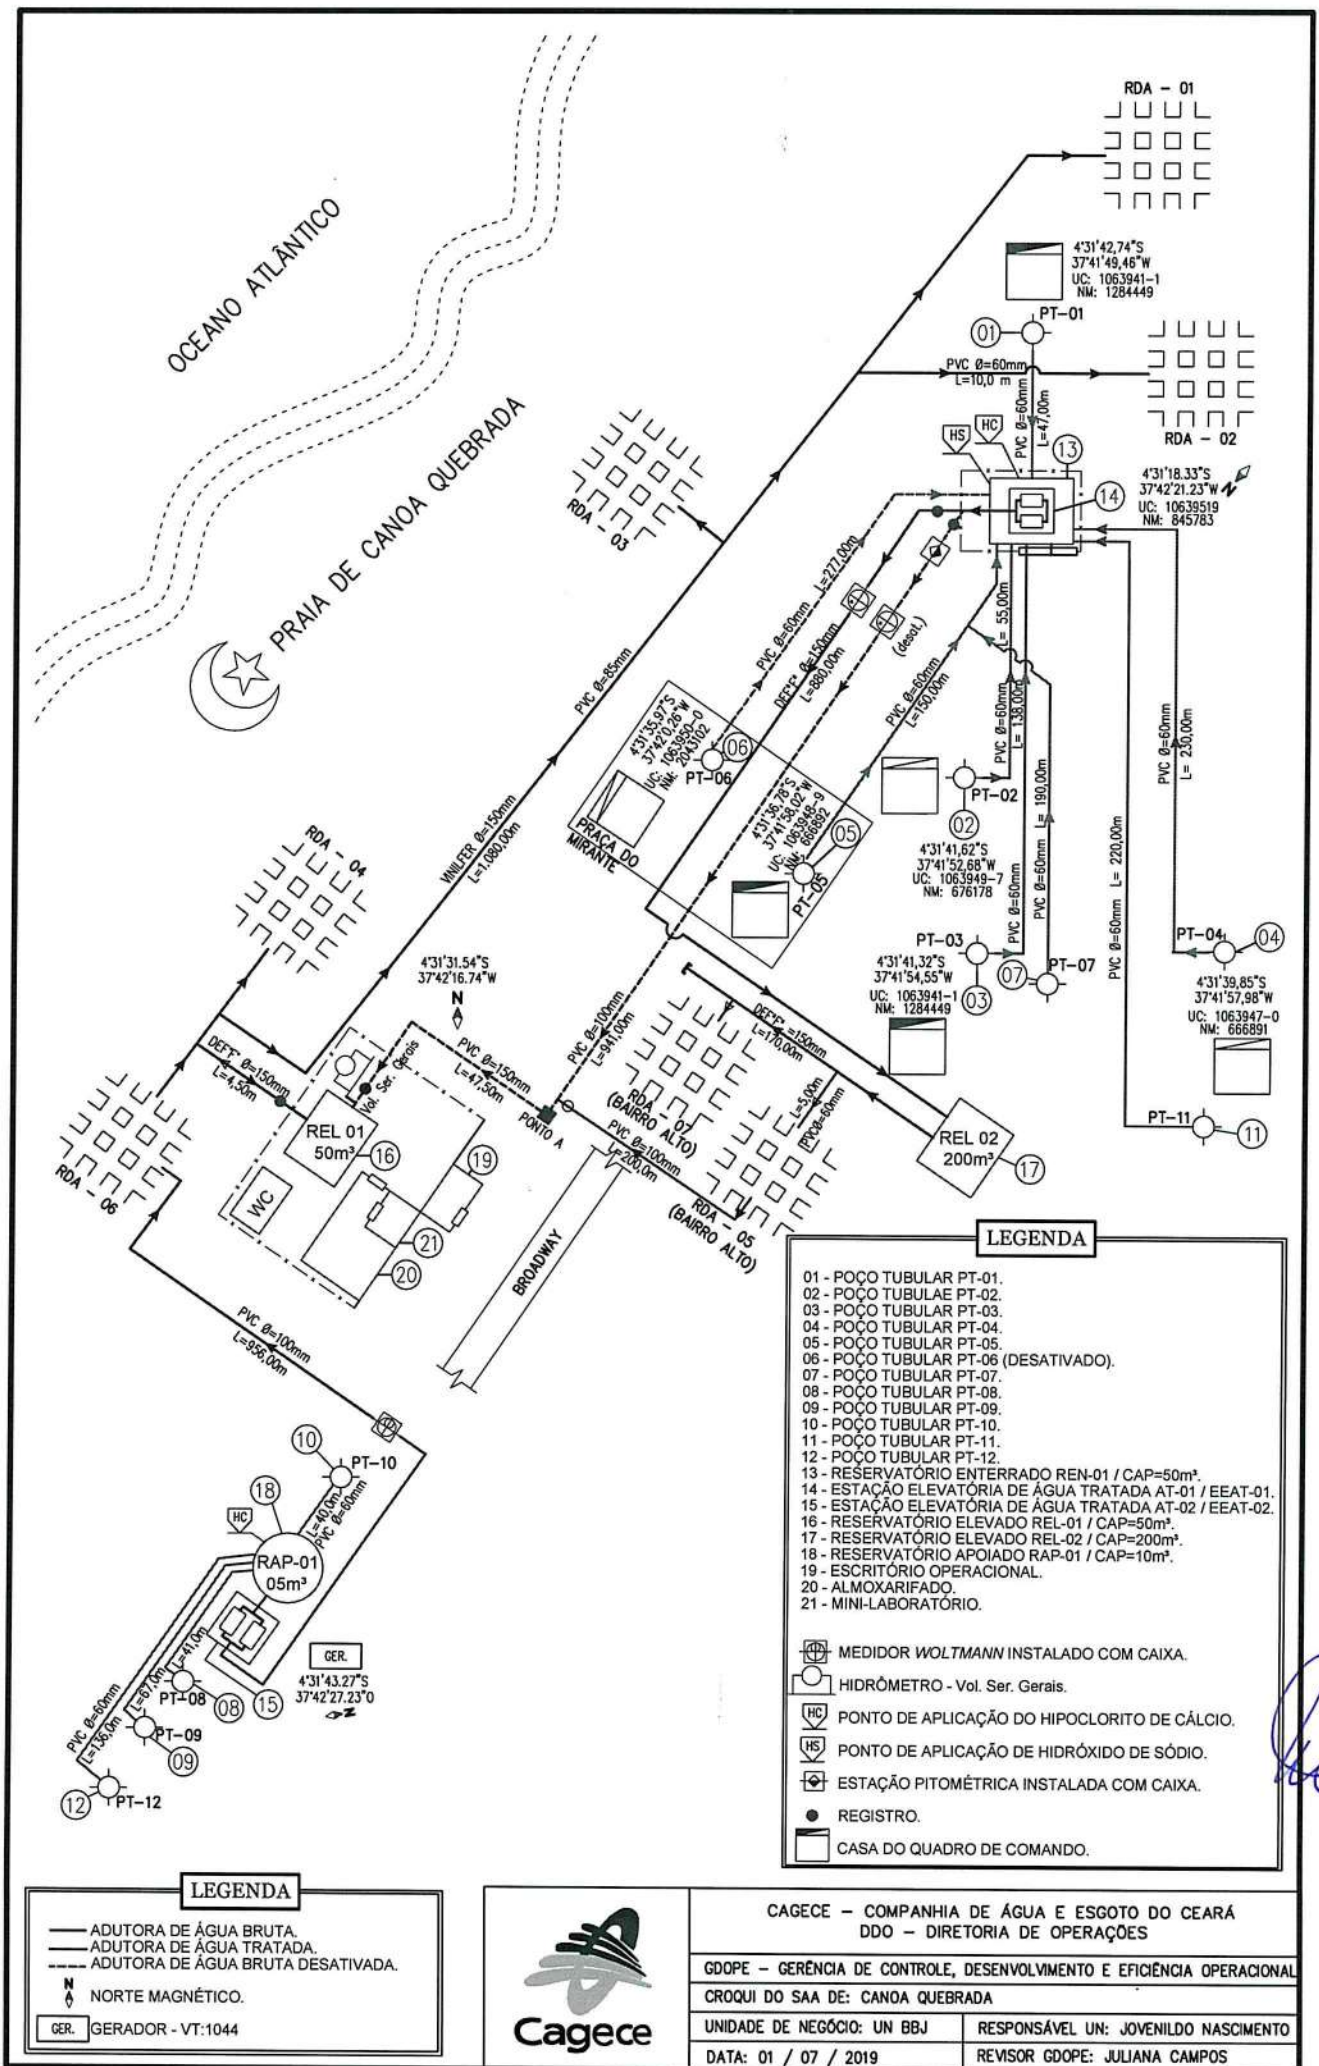 RDA - 01
OCEANO ATLÂNTICO
4°31'42,74"S
37°41'49,46"W
UC: 1063941-1
NM: 1284449
PT-01
01
PVC Ø=60mm
L=10,0 m
RDA - 02
PVC Ø=60mm
L=47,00m
HS
HC
13
14
4°31'18.33"S
37°42'21.23"W
N
UC: 10639519
NM: 845783
PRAIA DE CANOA QUEBRADA
RDA - 03
PVC Ø=85mm
PVC Ø=60mm L=277,00m
DEF°F° Ø=150mm
L=880,00m
(desat.)
PVC Ø=60mm
L=150,00m
L= 55,00m
PVC Ø=60mm
L= 138,00m
PVC Ø=60mm
L= 230,00m
4°31'35,97"S
37°42'0,26"W
UC: 1063950-0
NM: 2043102
06
PT-06
PRAÇA DO
MIRANTE
4°31'36,78"S
37°41'58,02"W
UC: 1063948-9
NM: 666892
05
PT-05
PT-02
02
4°31'41,62"S
37°41'52,68"W
UC: 1063949-7
NM: 676178
PVC Ø=60mm
PVC Ø=60mm L= 190,00m
PVC Ø=60mm L= 220,00m
VINILFER Ø=150mm
L=1.080,00m
RDA - 04
PT-03
03
4°31'41,32"S
37°41'54,55"W
UC: 1063941-1
NM: 1284449
07
PT-07
PT-04
04
4°31'39,85"S
37°41'57,98"W
UC: 1063947-0
NM: 666891
4°31'31.54"S
37°42'16.74"W
N
DEF°F° Ø=150mm
L=4,50m
Vol. Ser. Gerais
PVC Ø=150mm
L=47,50m
PVC Ø=100mm
L=941,00m
DEF°F° =150mm
L=170,00m
RDA - 07
(BAIRRO ALTO)
L=5,00m
PVCØ=60mm
PONTO A
PVC Ø=100mm
L=200,0m
RDA - 05
(BAIRRO ALTO)
REL 01
50m³
16
19
REL 02
200m³
17
PT-11
11
RDA - 06
WC
21
20
BROADWAY
PVC Ø=100mm
L=956,00m
10
PT-10
18
HC
L=40,0m
PVC Ø=60mm
RAP-01
05m³
L=41,0m
L=67,0m
PVC Ø=60mm
L=136,0m
PT-08
08
15
GER.
4°31'43.27"S
37°42'27.23"O
N
PT-09
09
12
PT-12
LEGENDA
01 - POÇO TUBULAR PT-01.
02 - POÇO TUBULAE PT-02.
03 - POÇO TUBULAR PT-03.
04 - POÇO TUBULAR PT-04.
05 - POÇO TUBULAR PT-05.
06 - POÇO TUBULAR PT-06 (DESATIVADO).
07 - POÇO TUBULAR PT-07.
08 - POÇO TUBULAR PT-08.
09 - POÇO TUBULAR PT-09.
10 - POÇO TUBULAR PT-10.
11 - POÇO TUBULAR PT-11.
12 - POÇO TUBULAR PT-12.
13 - RESERVATÓRIO ENTERRADO REN-01 / CAP=50m³.
14 - ESTAÇÃO ELEVATÓRIA DE ÁGUA TRATADA AT-01 / EEAT-01.
15 - ESTAÇÃO ELEVATÓRIA DE ÁGUA TRATADA AT-02 / EEAT-02.
16 - RESERVATÓRIO ELEVADO REL-01 / CAP=50m³.
17 - RESERVATÓRIO ELEVADO REL-02 / CAP=200m³.
18 - RESERVATÓRIO APOIADO RAP-01 / CAP=10m³.
19 - ESCRITÓRIO OPERACIONAL.
20 - ALMOXARIFADO.
21 - MINI-LABORATÓRIO.
MEDIDOR WOLTMANN INSTALADO COM CAIXA.
HIDRÔMETRO - Vol. Ser. Gerais.
HC PONTO DE APLICAÇÃO DO HIPOCLORITO DE CÁLCIO.
HS PONTO DE APLICAÇÃO DE HIDRÓXIDO DE SÓDIO.
ESTAÇÃO PITOMÉTRICA INSTALADA COM CAIXA.
REGISTRO.
CASA DO QUADRO DE COMANDO.
LEGENDA
ADUTORA DE ÁGUA BRUTA.
ADUTORA DE ÁGUA TRATADA.
ADUTORA DE ÁGUA BRUTA DESATIVADA.
N NORTE MAGNÉTICO.
GER. GERADOR - VT:1044
Cagece
CAGECE - COMPANHIA DE ÁGUA E ESGOTO DO CEARÁ
DDO - DIRETORIA DE OPERAÇÕES
GDOPE - GERÊNCIA DE CONTROLE, DESENVOLVIMENTO E EFICIÊNCIA OPERACIONAL
CROQUI DO SAA DE: CANOA QUEBRADA
UNIDADE DE NEGÓCIO: UN BBJ
RESPONSÁVEL UN: JOVENILDO NASCIMENTO
DATA: 01 / 07 / 2019
REVISOR GDOPE: JULIANA CAMPOS